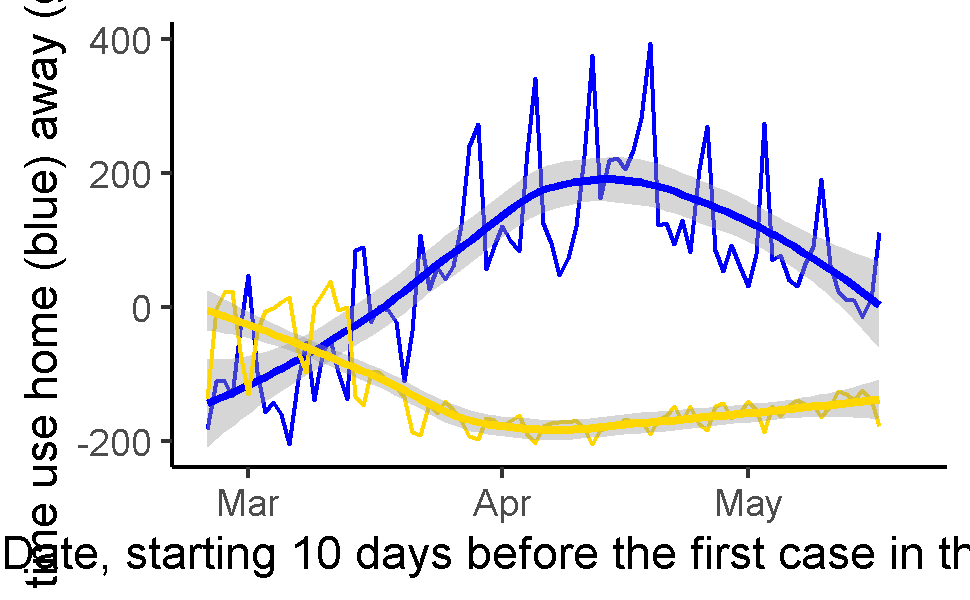 time use home (blue) away (
400
200
0
-200
Mar Apr May
Date, starting 10 days before the first case in th